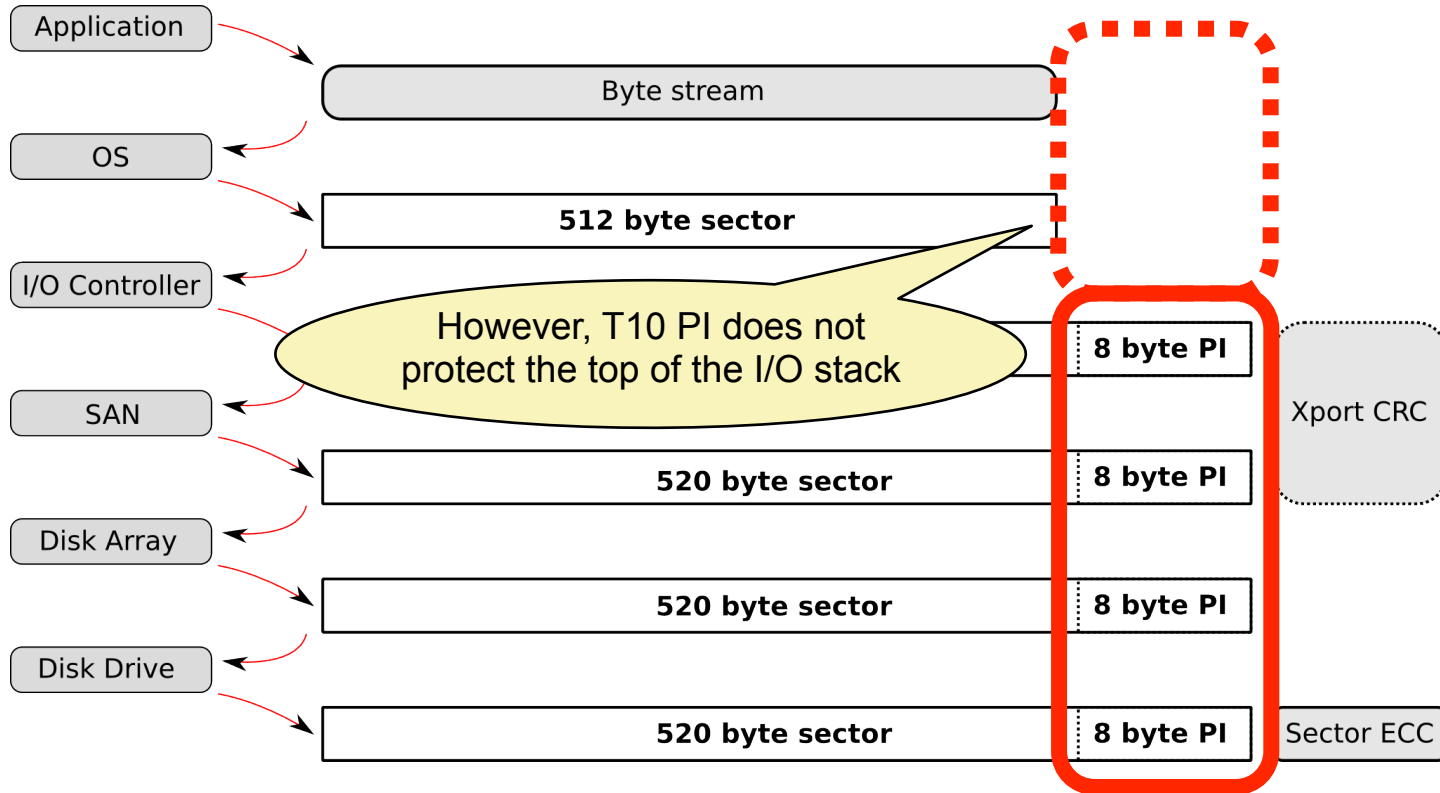 Application
Byte stream
OS
512 byte sector
I/O Controller
However, T10 PI does not
protect the top of the I/O stack
8 byte PI
Xport CRC
SAN
520 byte sector
8 byte PI
Disk Array
520 byte sector
8 byte PI
Disk Drive
520 byte sector
8 byte PI
Sector ECC